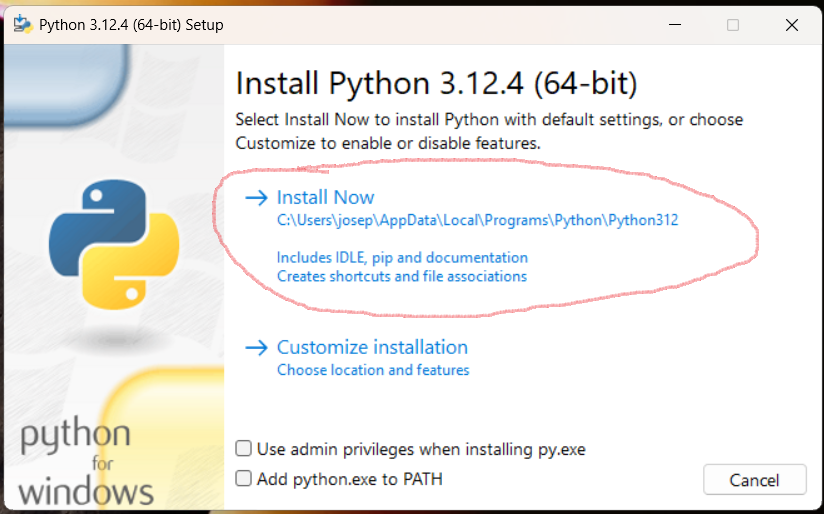 Python 3.12.4 (64-bit) Setup
Install Python 3.12.4 (64-bit)
Select Install Now to install Python with default settings, or choose
Customize to enable or disable features.
Install Now
C:\Users\josep\AppData\Local\Programs\Python\Python312
Includes IDLE, pip and documentation
Creates shortcuts and file associations
Customize installation
Choose location and features
Use admin privileges when installing py.exe
Add python.exe to PATH
Cancel
python
for
windows